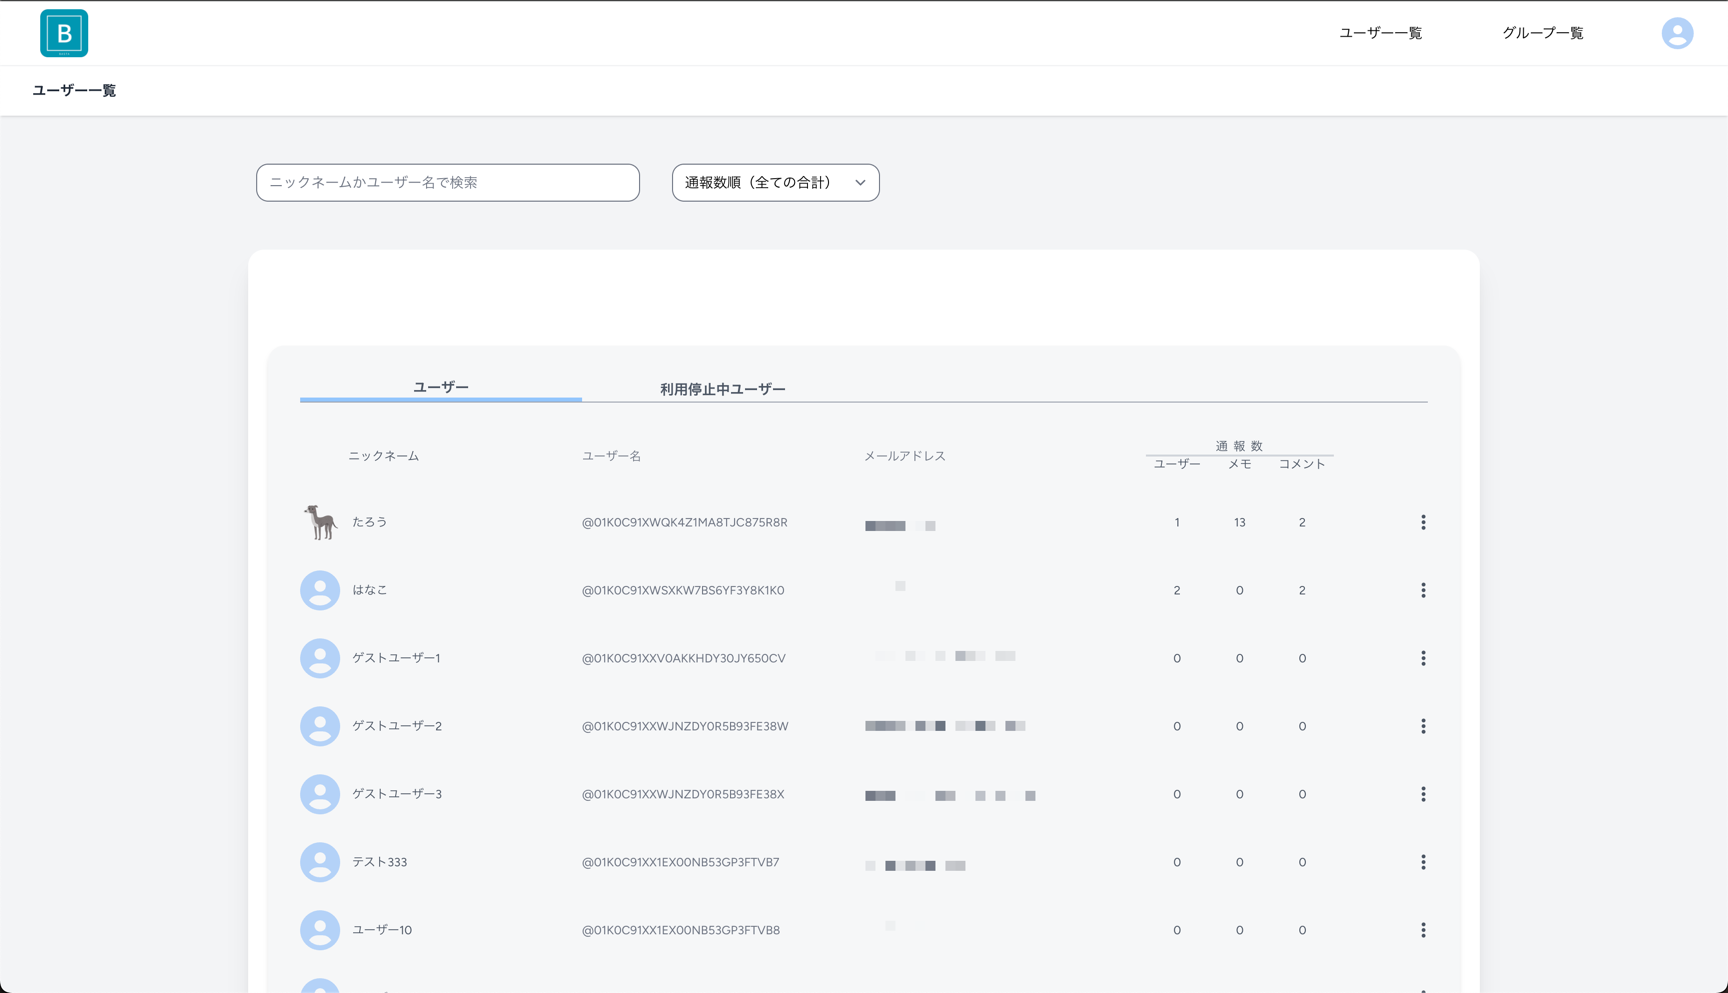 B
ユーザー一覧
グループ一覧
ユーザー一覧
ニックネームかユーザー名で検索
通報数順（全ての合計）
ユーザー
利用停止中ユーザー
ニックネーム
ユーザー名
メールアドレス
通報数
ユーザー
メモ
コメント
たろう @01K0C91XWQK4Z1MA8TJC875R8R 1 13 2
はなこ @01K0C91XWSXKW7BS6YF3Y8K1K0 2 0 2
ゲストユーザー1 @01K0C91XXV0AKKHDY30JY650CV 0 0 0
ゲストユーザー2 @01K0C91XXWJNZDY0R5B93FE38W 0 0 0
ゲストユーザー3 @01K0C91XXWJNZDY0R5B93FE38X 0 0 0
テスト333 @01K0C91XX1EX00NB53GP3FTVB7 0 0 0
ユーザー10 @01K0C91XX1EX00NB53GP3FTVB8 0 0 0